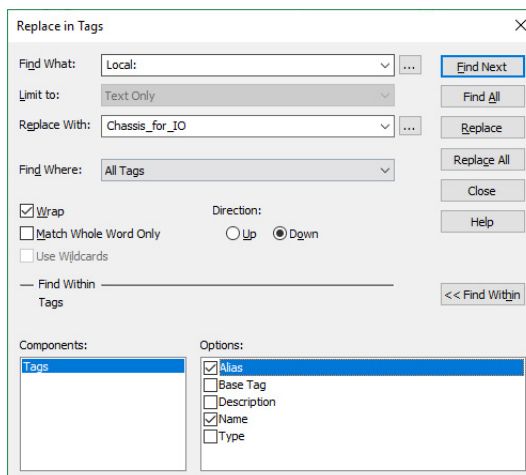 Replace in Tags
Find What: Local: ... Find Next
Limit to: Text Only Find All
Replace With: Chassis_for_IO ... Replace
Find Where: All Tags Replace All
Close
Wrap Direction:
Match Whole Word Only Up Down Help
Use Wildcards
Find Within << Find Within
Tags
Components: Options:
Tags Alias
Base Tag
Description
Name
Type